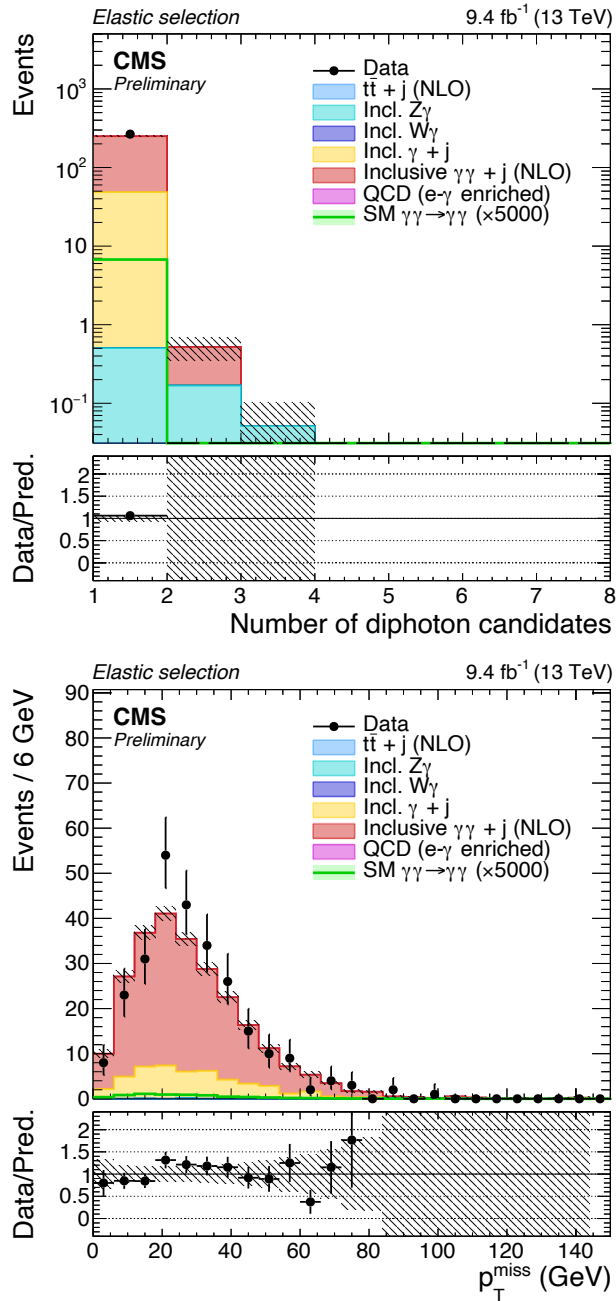 Elastic selection 9.4 fb⁻¹ (13 TeV)
CMS
Preliminary
Events
Data
tt̄ + j (NLO)
Incl. Zγ
Incl. Wγ
Incl. γ + j
Inclusive γγ + j (NLO)
QCD (e-γ enriched)
SM γγ→γγ (×5000)
10³
10²
10
1
10⁻¹
Data/Pred.
2
1.5
1
0.5
0
1 2 3 4 5 6 7 8
Number of diphoton candidates
Elastic selection 9.4 fb⁻¹ (13 TeV)
CMS
Preliminary
Events / 6 GeV
Data
tt̄ + j (NLO)
Incl. Zγ
Incl. Wγ
Incl. γ + j
Inclusive γγ + j (NLO)
QCD (e-γ enriched)
SM γγ→γγ (×5000)
90
80
70
60
50
40
30
20
10
0
Data/Pred.
2
1.5
1
0.5
0
0 20 40 60 80 100 120 140
p_T^miss (GeV)